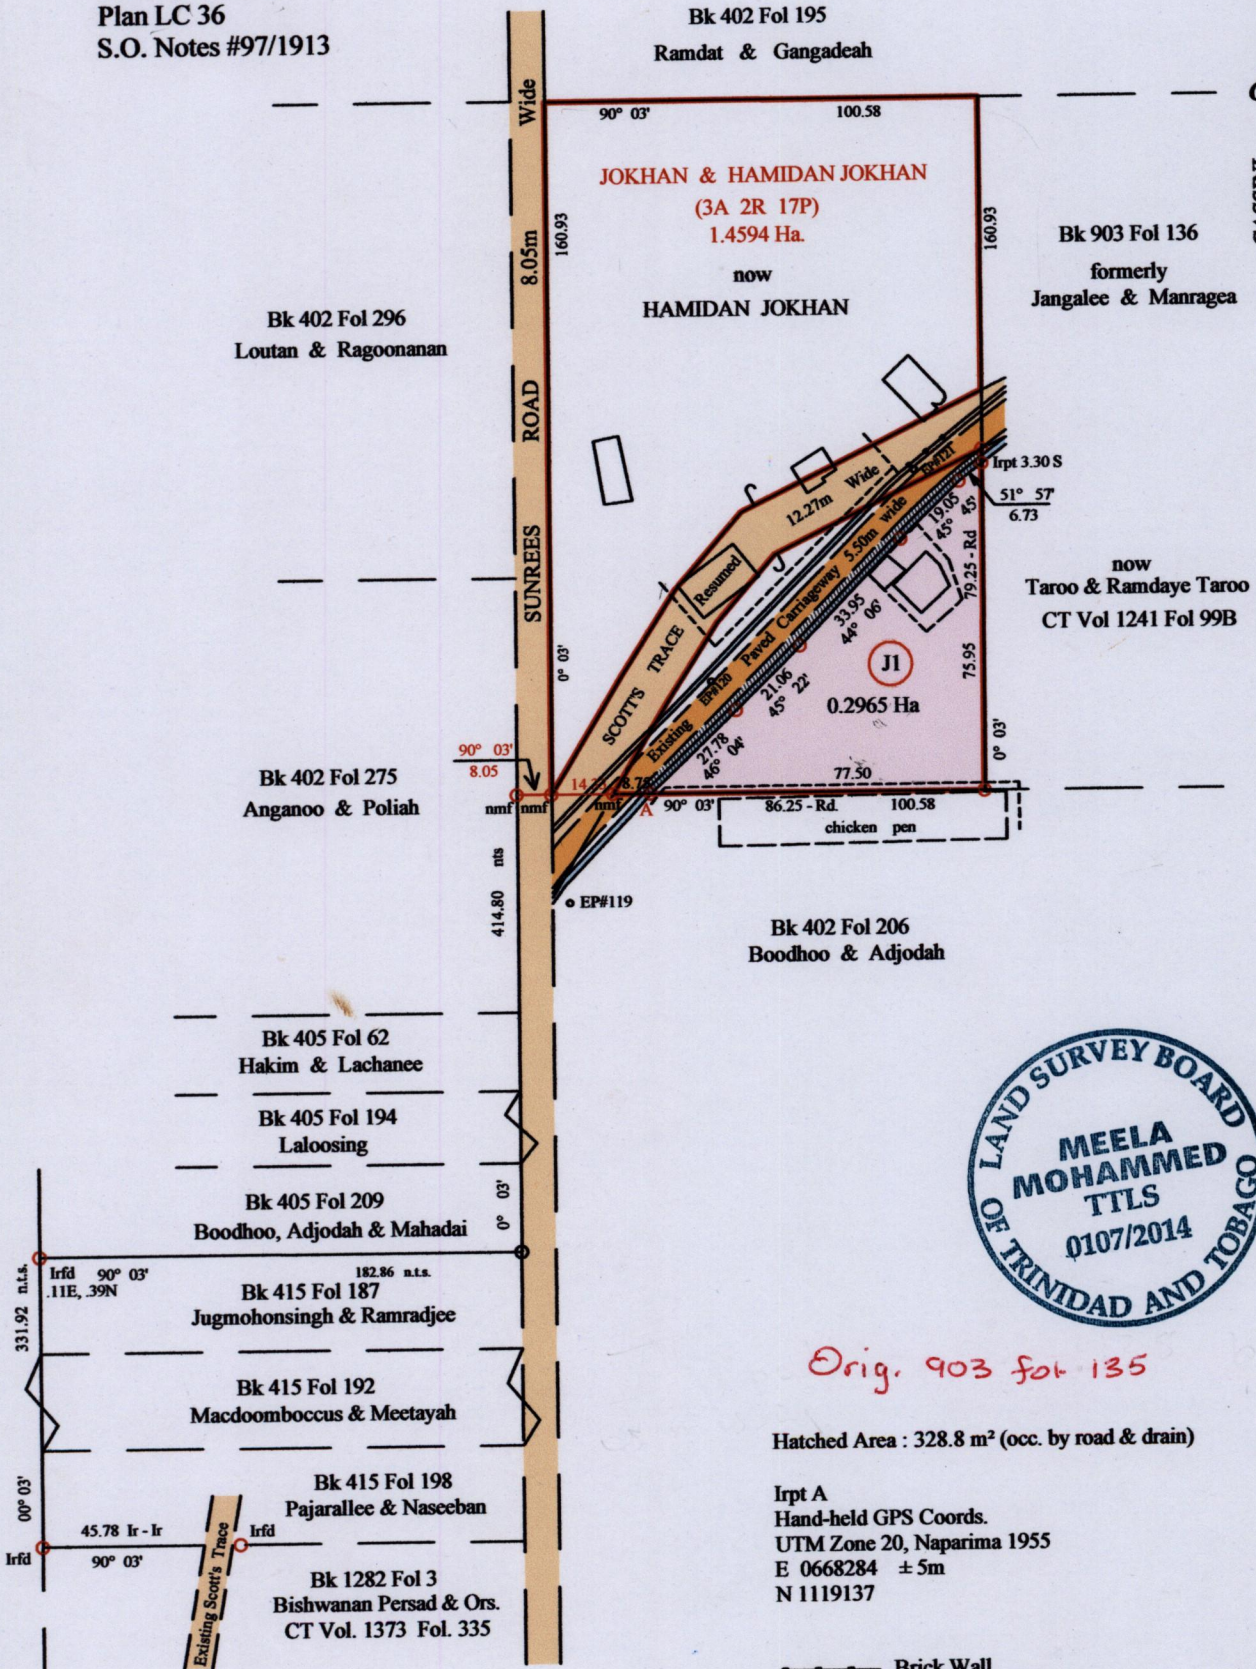 Plan LC 36
S.O. Notes #97/1913
Bk 402 Fol 195
Ramdat & Gangadeah
90° 03'
100.58
JOKHAN & HAMIDAN JOKHAN
(3A 2R 17P)
1.4594 Ha.
now
HAMIDAN JOKHAN
160.93
160.93
SUNREES ROAD 8.05m Wide
Bk 903 Fol 136
formerly
Jangalee & Manragea
Bk 402 Fol 296
Loutan & Ragoonanan
12.27m Wide
EP#121
Irpt 3.30 S
51° 57'
6.73
19.05
45° 45'
79.25 - Rd
now
Taroo & Ramdaye Taroo
CT Vol 1241 Fol 99B
Resumed
SCOTT'S TRACE
Existing Paved Carriageway 5.50m wide
33.95
44° 06'
EP#120
21.06
45° 22'
27.78
46° 04'
J1
0.2965 Ha
75.95
0° 03'
0° 03'
77.50
90° 03'
8.05
nmf
nmf
nmf
8.75
A
90° 03'
86.25 - Rd.
100.58
chicken pen
Bk 402 Fol 275
Anganoo & Poliah
414.80 nts
EP#119
Bk 402 Fol 206
Boodhoo & Adjodah
Bk 405 Fol 62
Hakim & Lachanee
Bk 405 Fol 194
Laloosing
Bk 405 Fol 209
Boodhoo, Adjodah & Mahadai
0° 03'
Irfd 90° 03'
.11E, .39N
182.86 n.t.s.
331.92 n.t.s.
Bk 415 Fol 187
Jugmohonsingh & Ramradjee
Bk 415 Fol 192
Macdoomboccus & Meetayah
Bk 415 Fol 198
Pajarallee & Naseeban
00° 03'
45.78 Ir - Ir
Irfd
Irfd
90° 03'
Existing Scott's Trace
Bk 1282 Fol 3
Bishwanan Persad & Ors.
CT Vol. 1373 Fol. 335
LAND SURVEY BOARD
OF TRINIDAD AND TOBAGO
MEELA
MOHAMMED
TTLS
0107/2014
Orig. 903 fol 135
Hatched Area : 328.8 m² (occ. by road & drain)
Irpt A
Hand-held GPS Coords.
UTM Zone 20, Naparima 1955
E 0668284 ± 5m
N 1119137
Brick Wall